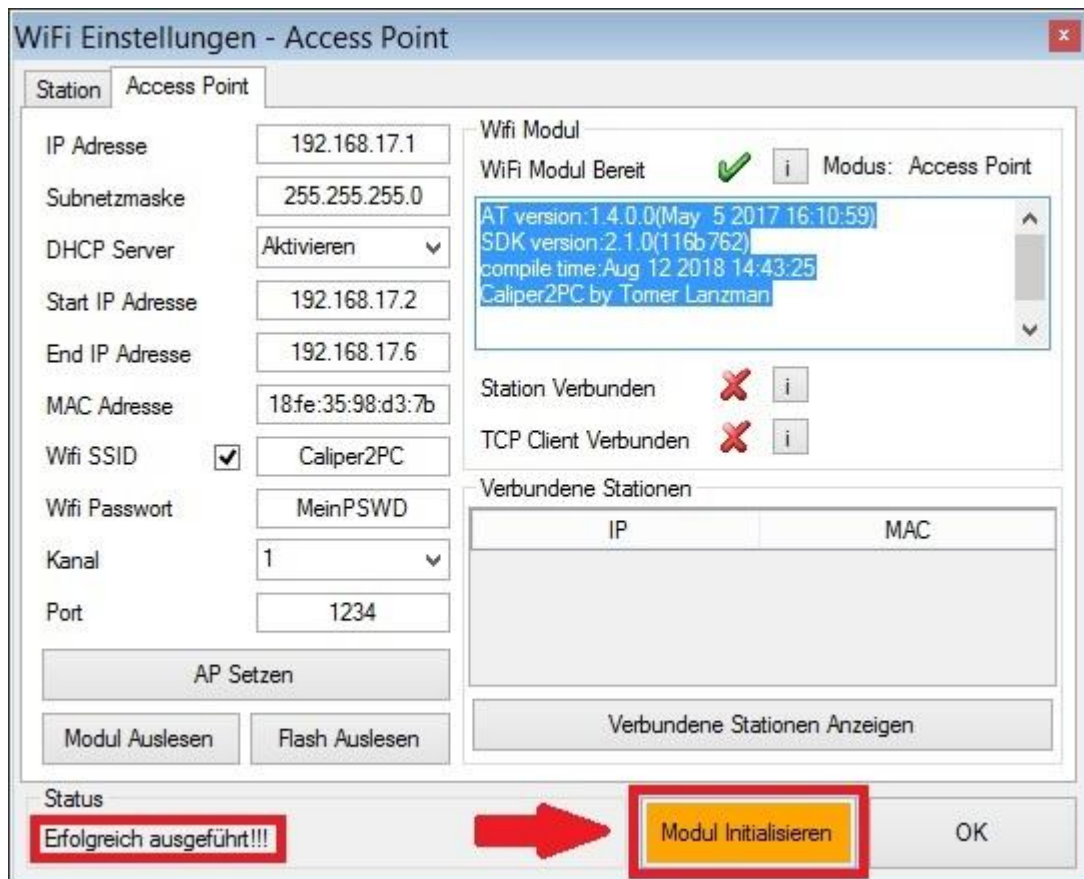 WiFi Einstellungen - Access Point
x
Station
Access Point
IP Adresse 192.168.17.1
Subnetzmaske 255.255.255.0
DHCP Server Aktivieren
Start IP Adresse 192.168.17.2
End IP Adresse 192.168.17.6
MAC Adresse 18:fe:35:98:d3:7b
Wifi SSID Caliper2PC
Wifi Passwort MeinPSWD
Kanal 1
Port 1234
AP Setzen
Modul Auslesen
Flash Auslesen
Wifi Modul
WiFi Modul Bereit i Modus: Access Point
AT version:1.4.0.0(May 5 2017 16:10:59)
SDK version:2.1.0(116b762)
compile time:Aug 12 2018 14:43:25
Caliper2PC by Tomer Lanzman
Station Verbunden i
TCP Client Verbunden i
Verbundene Stationen
IP MAC
Verbundene Stationen Anzeigen
Status
Erfolgreich ausgeführt!!!
Modul Initialisieren
OK